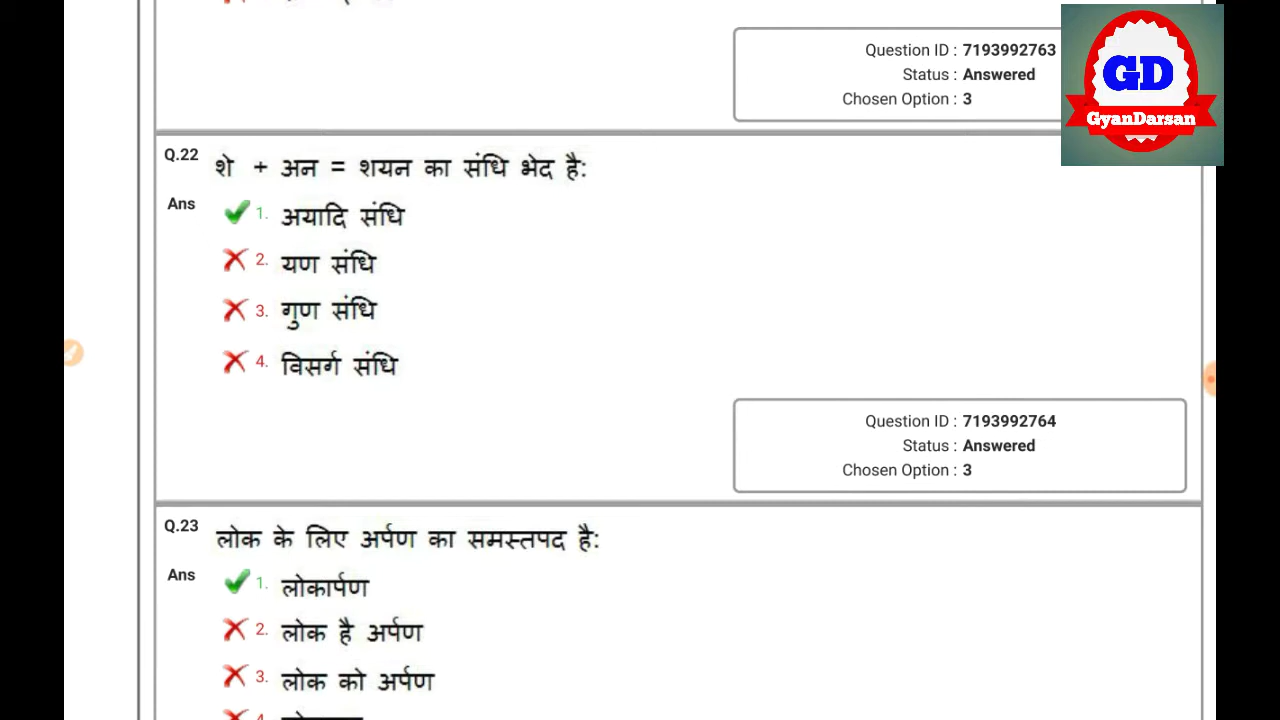 Question ID : 7193992763
Status : Answered
Chosen Option : 3
GD
GyanDarsan
Q.22 शे + अन = शयन का संधि भेद है:
Ans 1. अयादि संधि
2. यण संधि
3. गुण संधि
4. विसर्ग संधि
Question ID : 7193992764
Status : Answered
Chosen Option : 3
Q.23 लोक के लिए अर्पण का समस्तपद है:
Ans 1. लोकार्पण
2. लोक है अर्पण
3. लोक को अर्पण
4.